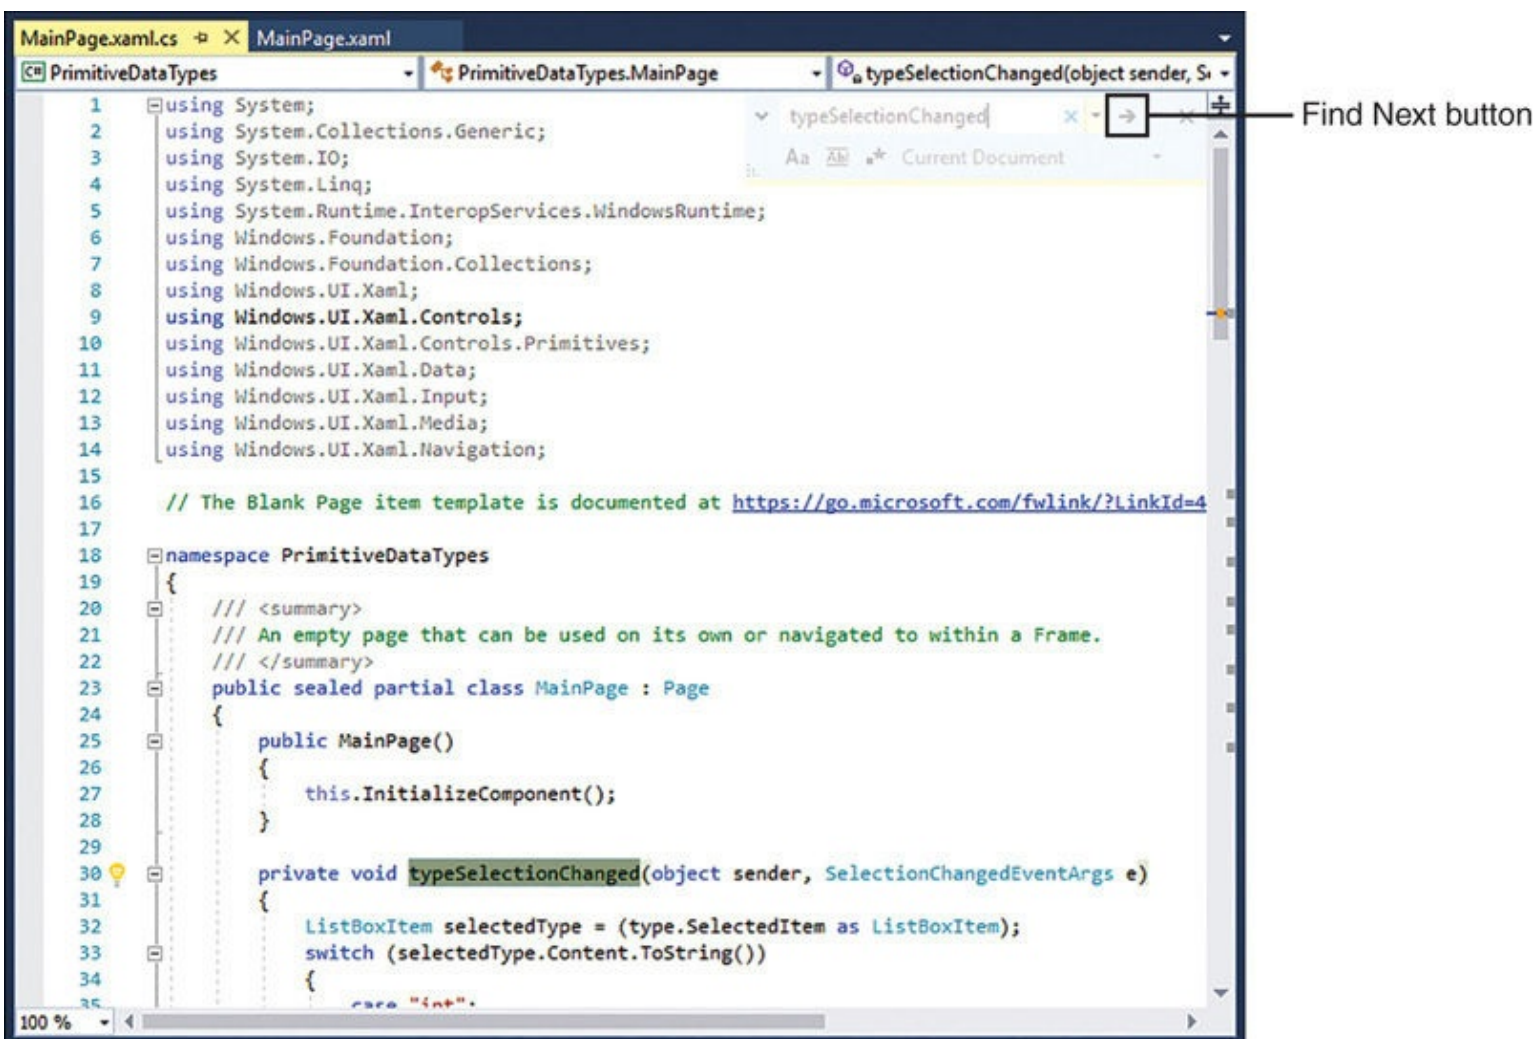 MainPage.xaml.cs MainPage.xaml
C# PrimitiveDataTypes PrimitiveDataTypes.MainPage typeSelectionChanged(object sender, S
typeSelectionChanged
Find Next button
Aa Ab Current Document
1 using System;
2 using System.Collections.Generic;
3 using System.IO;
4 using System.Linq;
5 using System.Runtime.InteropServices.WindowsRuntime;
6 using Windows.Foundation;
7 using Windows.Foundation.Collections;
8 using Windows.UI.Xaml;
9 using Windows.UI.Xaml.Controls;
10 using Windows.UI.Xaml.Controls.Primitives;
11 using Windows.UI.Xaml.Data;
12 using Windows.UI.Xaml.Input;
13 using Windows.UI.Xaml.Media;
14 using Windows.UI.Xaml.Navigation;
15
16 // The Blank Page item template is documented at https://go.microsoft.com/fwlink/?LinkId=4
17
18 namespace PrimitiveDataTypes
19 {
20 /// <summary>
21 /// An empty page that can be used on its own or navigated to within a Frame.
22 /// </summary>
23 public sealed partial class MainPage : Page
24 {
25 public MainPage()
26 {
27 this.InitializeComponent();
28 }
29
30 private void typeSelectionChanged(object sender, SelectionChangedEventArgs e)
31 {
32 ListBoxItem selectedType = (type.SelectedItem as ListBoxItem);
33 switch (selectedType.Content.ToString())
34 {
35 case "int":
100 %